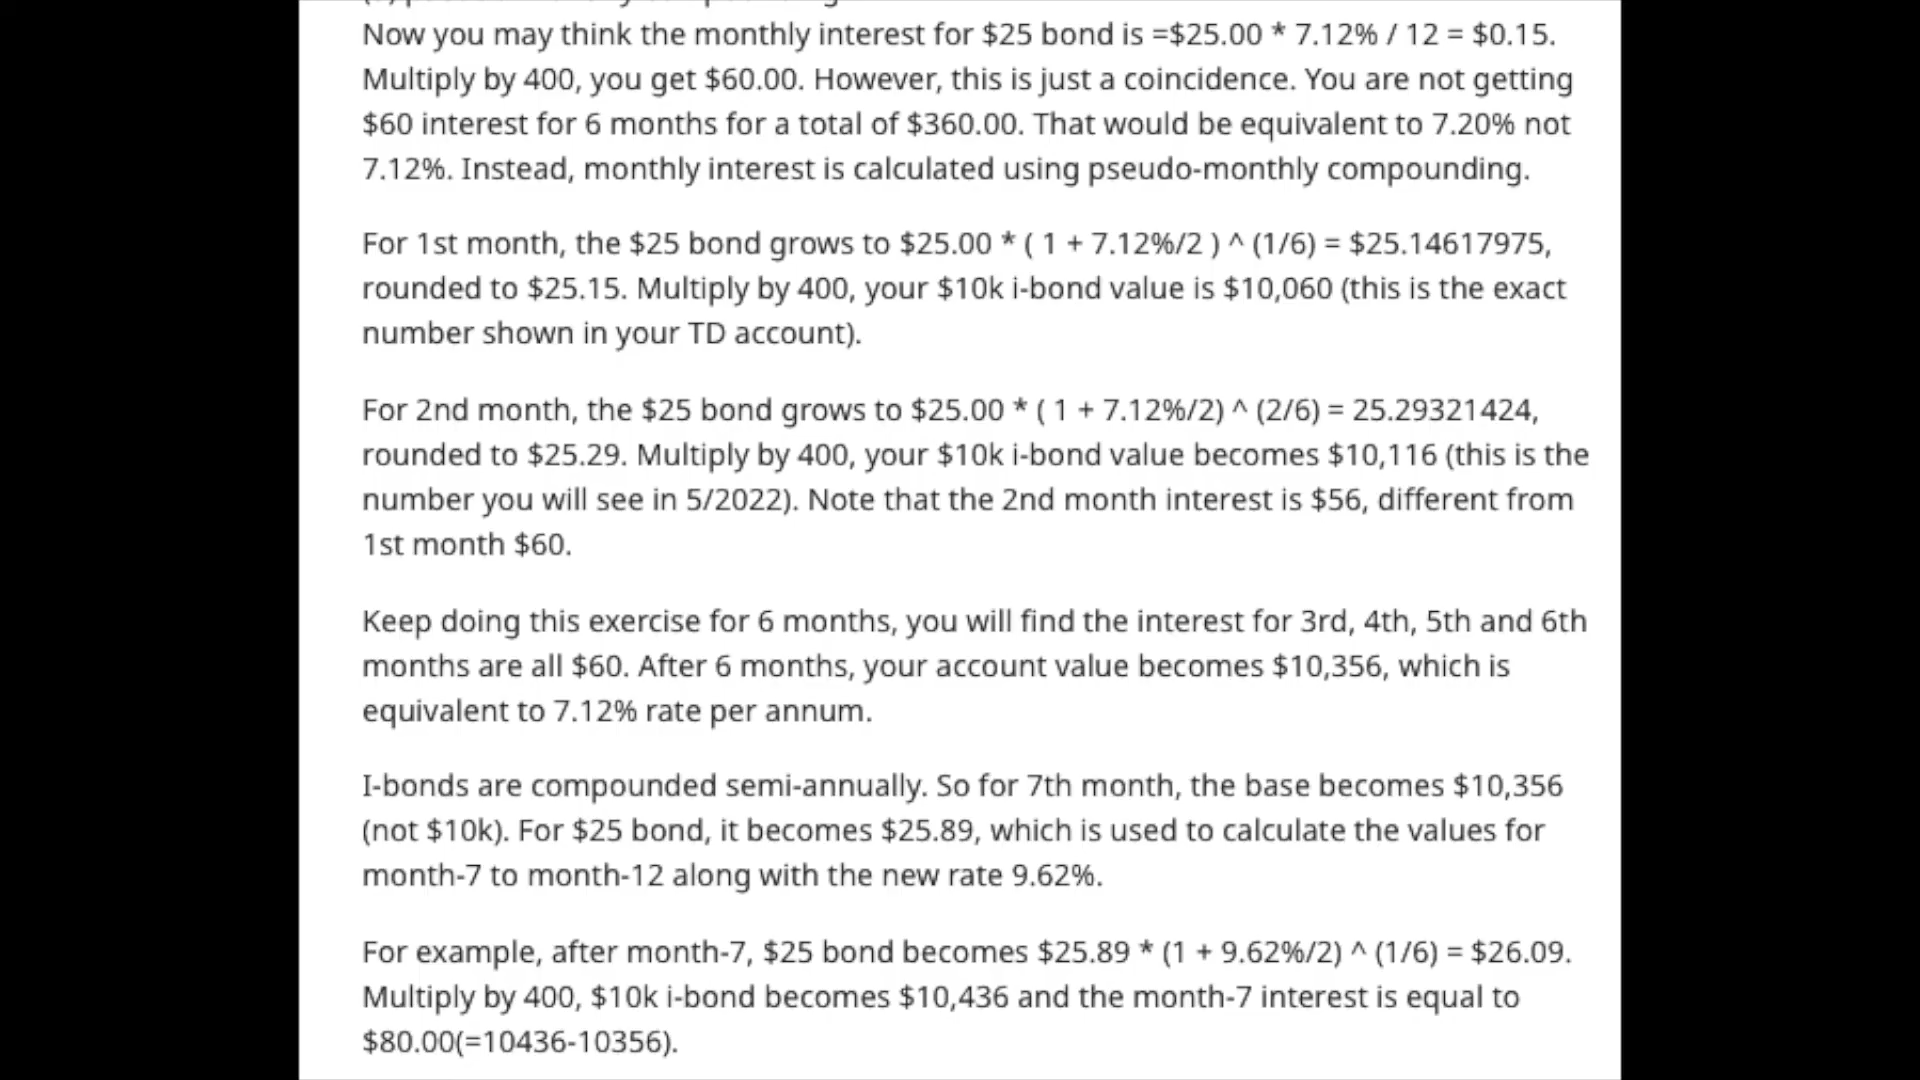 Now you may think the monthly interest for $25 bond is =$25.00 * 7.12% / 12 = $0.15.
Multiply by 400, you get $60.00. However, this is just a coincidence. You are not getting
$60 interest for 6 months for a total of $360.00. That would be equivalent to 7.20% not
7.12%. Instead, monthly interest is calculated using pseudo-monthly compounding.
For 1st month, the $25 bond grows to $25.00 * ( 1 + 7.12%/2 ) ^ (1/6) = $25.14617975,
rounded to $25.15. Multiply by 400, your $10k i-bond value is $10,060 (this is the exact
number shown in your TD account).
For 2nd month, the $25 bond grows to $25.00 * ( 1 + 7.12%/2) ^ (2/6) = 25.29321424,
rounded to $25.29. Multiply by 400, your $10k i-bond value becomes $10,116 (this is the
number you will see in 5/2022). Note that the 2nd month interest is $56, different from
1st month $60.
Keep doing this exercise for 6 months, you will find the interest for 3rd, 4th, 5th and 6th
months are all $60. After 6 months, your account value becomes $10,356, which is
equivalent to 7.12% rate per annum.
I-bonds are compounded semi-annually. So for 7th month, the base becomes $10,356
(not $10k). For $25 bond, it becomes $25.89, which is used to calculate the values for
month-7 to month-12 along with the new rate 9.62%.
For example, after month-7, $25 bond becomes $25.89 * (1 + 9.62%/2) ^ (1/6) = $26.09.
Multiply by 400, $10k i-bond becomes $10,436 and the month-7 interest is equal to
$80.00(=10436-10356).